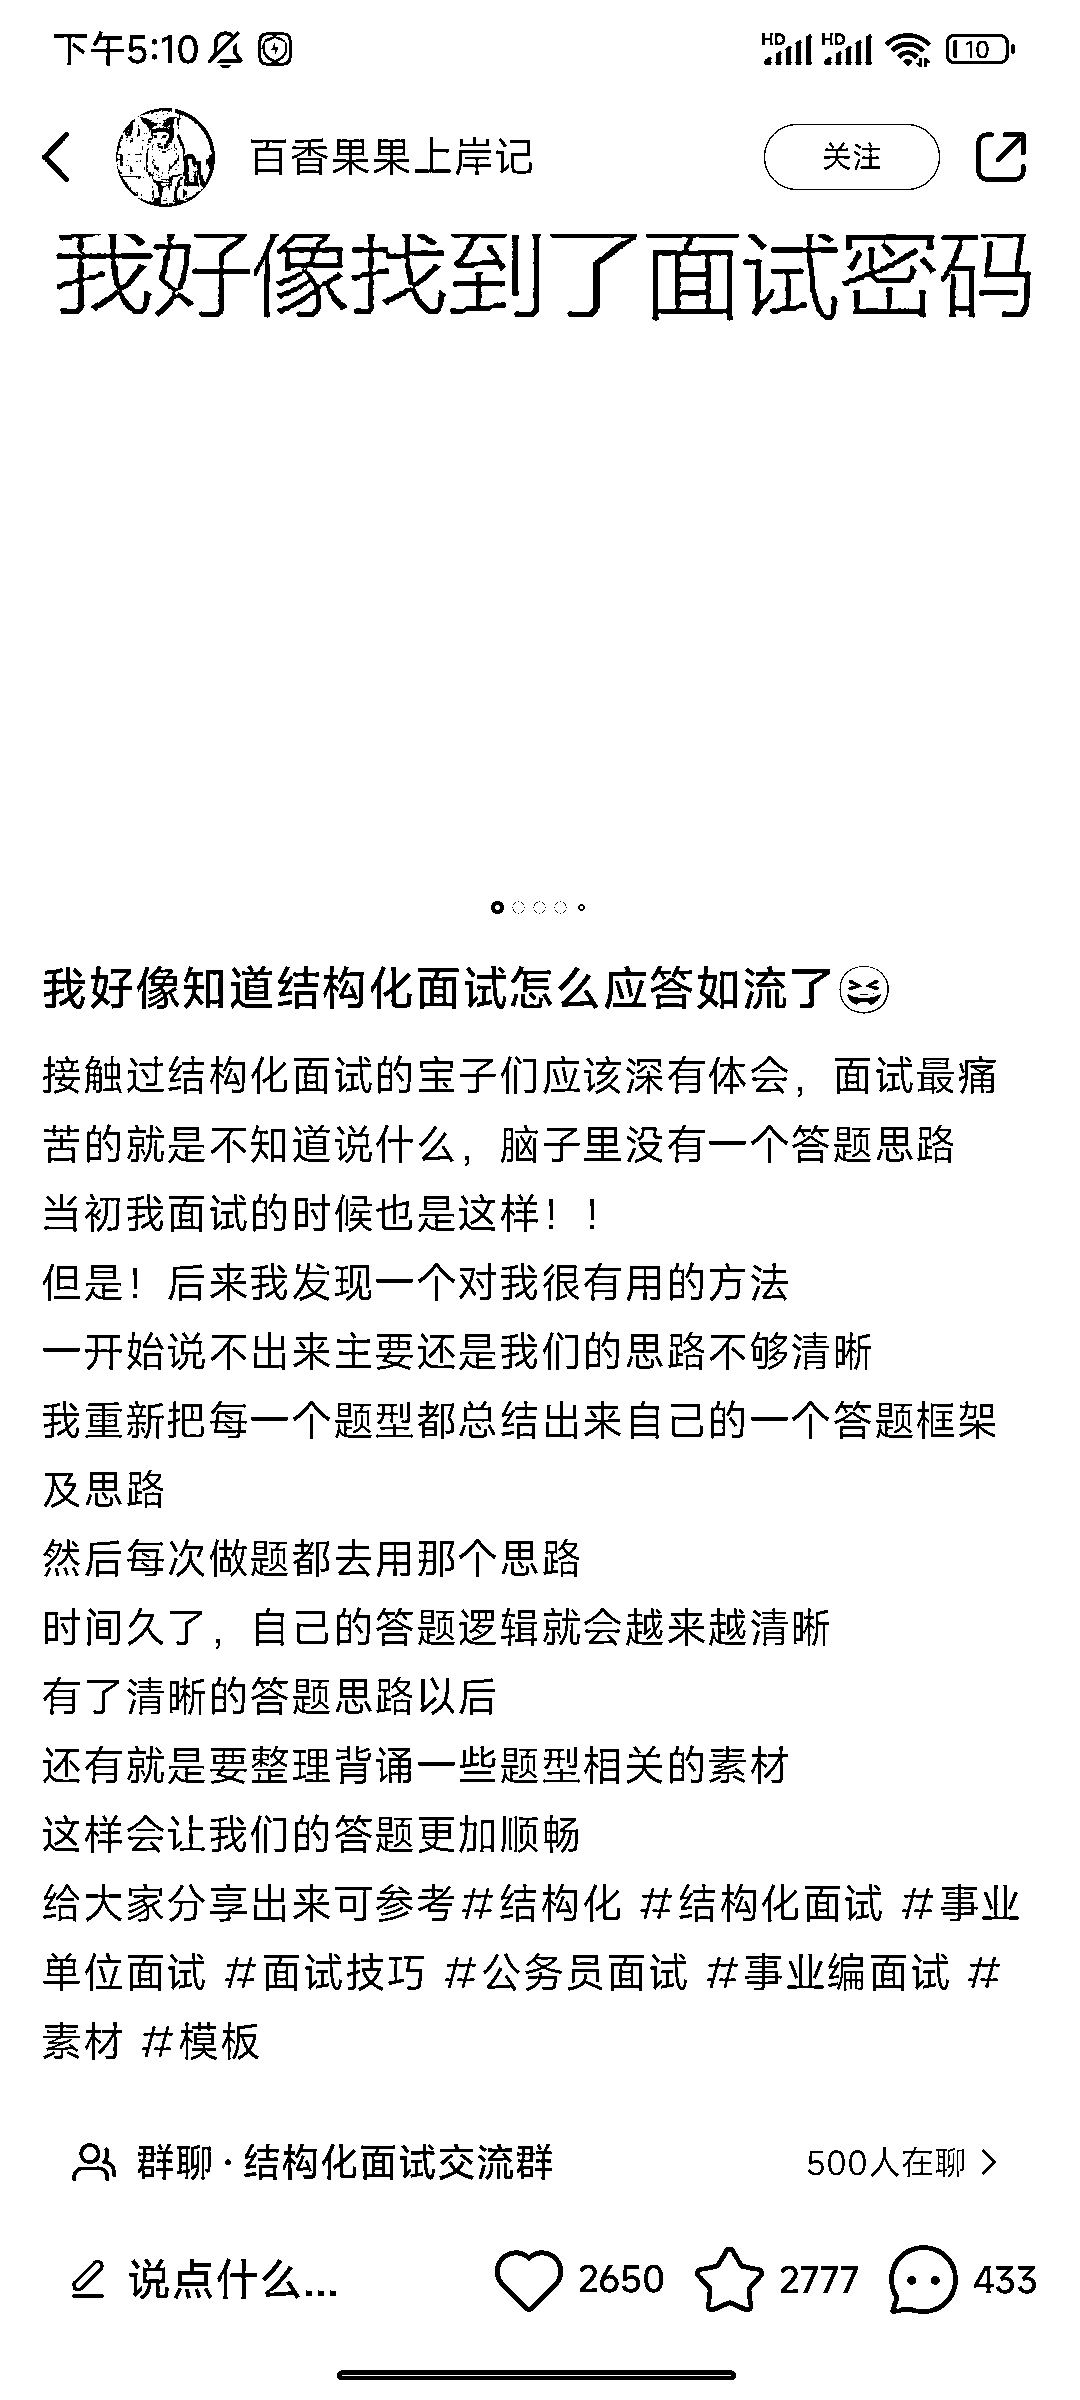 下午5:10
HD HD 10
百香果果上岸记
关注
我好像找到了面试密码
我好像知道结构化面试怎么应答如流了😆
接触过结构化面试的宝子们应该深有体会，面试最痛
苦的就是不知道说什么，脑子里没有一个答题思路
当初我面试的时候也是这样！！
但是！后来我发现一个对我很有用的方法
一开始说不出来主要还是我们的思路不够清晰
我重新把每一个题型都总结出来自己的一个答题框架
及思路
然后每次做题都去用那个思路
时间久了，自己的答题逻辑就会越来越清晰
有了清晰的答题思路以后
还有就是要整理背诵一些题型相关的素材
这样会让我们的答题更加顺畅
给大家分享出来可参考#结构化 #结构化面试 #事业
单位面试 #面试技巧 #公务员面试 #事业编面试 #
素材 #模板
群聊·结构化面试交流群
500人在聊
说点什么...
2650 2777 433